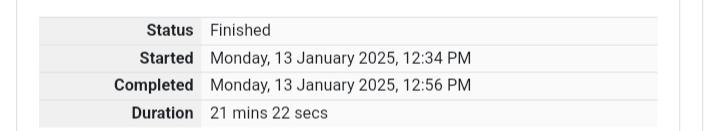 Status Finished
Started Monday, 13 January 2025, 12:34 PM
Completed Monday, 13 January 2025, 12:56 PM
Duration 21 mins 22 secs